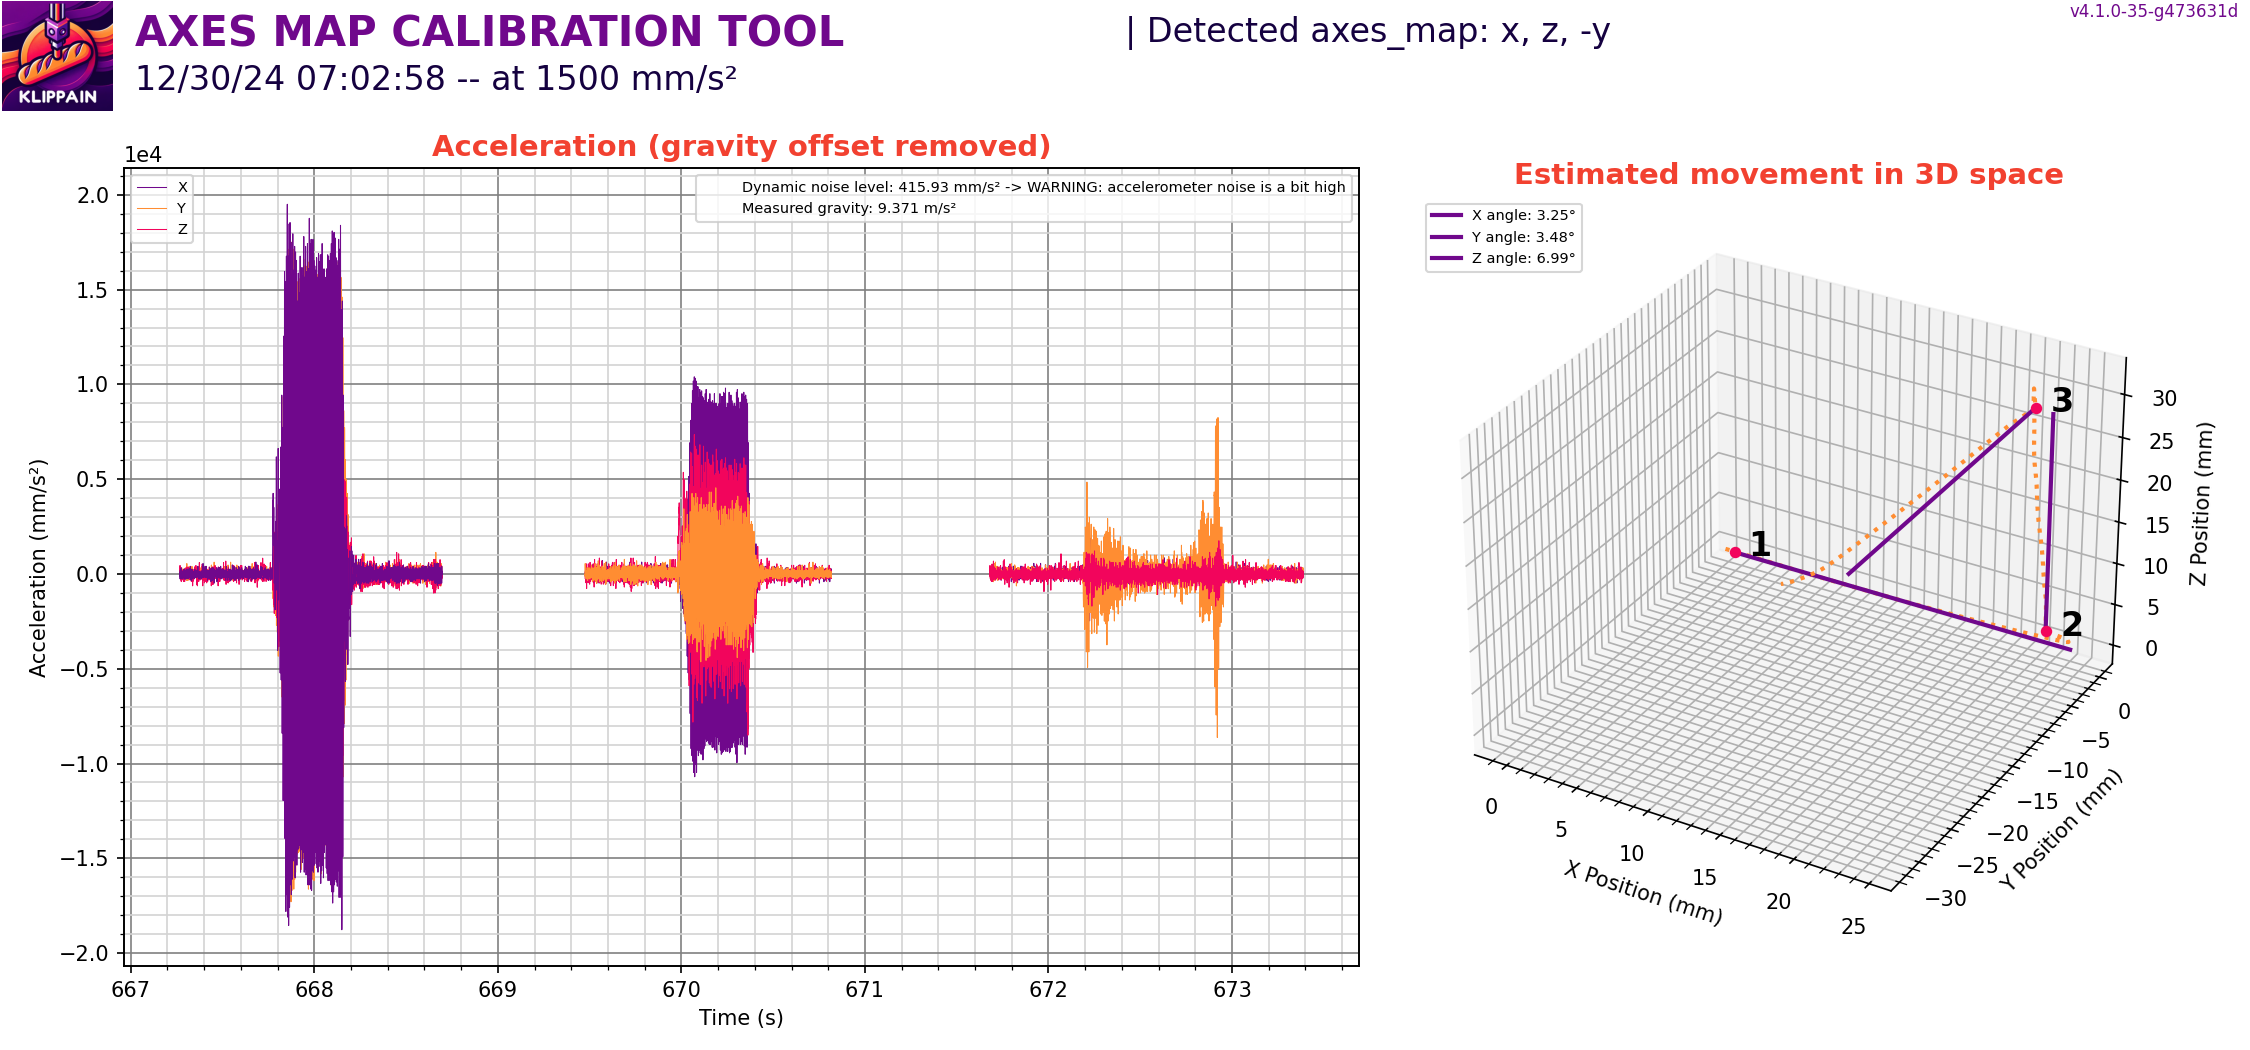 AXES MAP CALIBRATION TOOL
| Detected axes_map: x, z, -y
v4.1.0-35-g473631d
12/30/24 07:02:58 -- at 1500 mm/s²
KLIPPAIN
Acceleration (gravity offset removed)
1e4
X
Y
Z
Dynamic noise level: 415.93 mm/s² -> WARNING: accelerometer noise is a bit high
Measured gravity: 9.371 m/s²
2.0
1.5
1.0
0.5
0.0
−0.5
−1.0
−1.5
−2.0
Acceleration (mm/s²)
667 668 669 670 671 672 673
Time (s)
Estimated movement in 3D space
X angle: 3.25°
Y angle: 3.48°
Z angle: 6.99°
1
2
3
30
25
20
15
10
5
0
Z Position (mm)
0
−5
−10
−15
−20
−25
−30
Y Position (mm)
0
5
10
15
20
25
X Position (mm)